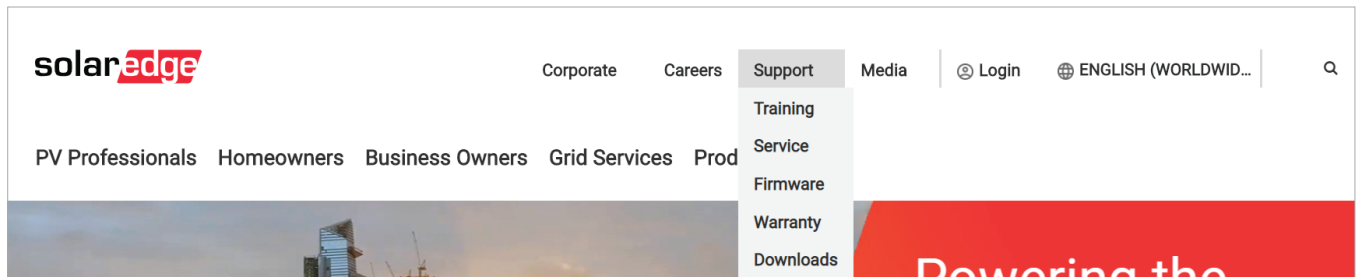 solaredge
Corporate Careers Support Media Login ENGLISH (WORLDWID...
Training
Service
Firmware
Warranty
Downloads
PV Professionals Homeowners Business Owners Grid Services Prod
Powering the